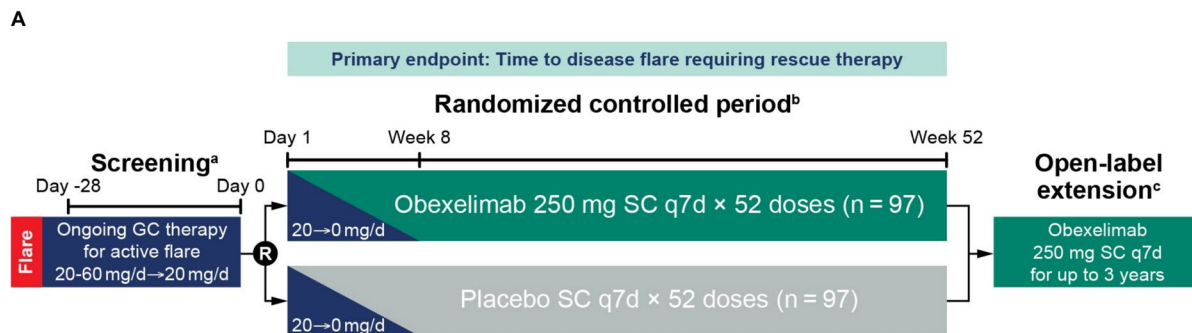 A
Primary endpoint: Time to disease flare requiring rescue therapy
Randomized controlled periodᵇ
Day 1
Week 8
Week 52
Screeningᵃ
Day -28
Day 0
Flare
Ongoing GC therapy
for active flare
20-60 mg/d→20 mg/d
R
Obexelimab 250 mg SC q7d × 52 doses (n = 97)
20→0 mg/d
Placebo SC q7d × 52 doses (n = 97)
20→0 mg/d
Open-label
extensionᶜ
Obexelimab
250 mg SC q7d
for up to 3 years